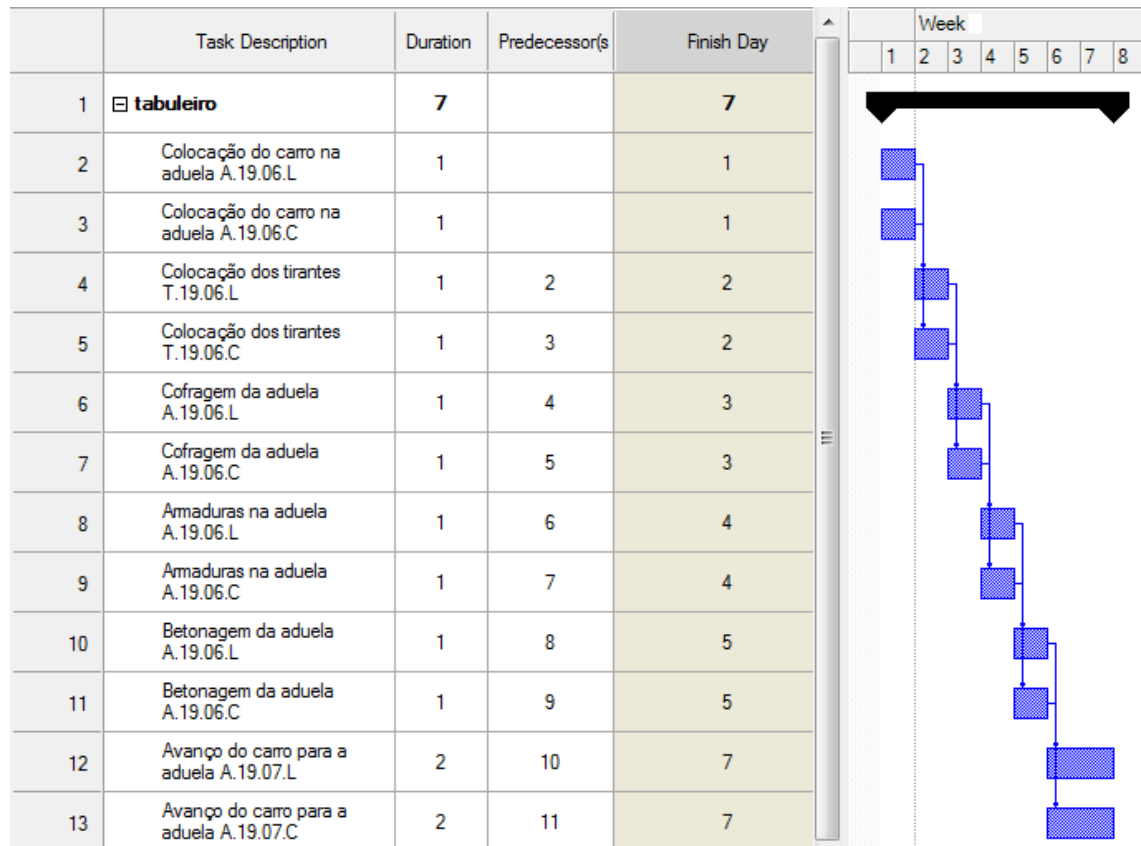 Task Description Duration Predecessor(s Finish Day Week
1 2 3 4 5 6 7 8
1 tabuleiro 7 7
2 Colocação do carro na
aduela A.19.06.L 1 1
3 Colocação do carro na
aduela A.19.06.C 1 1
4 Colocação dos tirantes
T.19.06.L 1 2 2
5 Colocação dos tirantes
T.19.06.C 1 3 2
6 Cofragem da aduela
A.19.06.L 1 4 3
7 Cofragem da aduela
A.19.06.C 1 5 3
8 Armaduras na aduela
A.19.06.L 1 6 4
9 Armaduras na aduela
A.19.06.C 1 7 4
10 Betonagem da aduela
A.19.06.L 1 8 5
11 Betonagem da aduela
A.19.06.C 1 9 5
12 Avanço do carro para a
aduela A.19.07.L 2 10 7
13 Avanço do carro para a
aduela A.19.07.C 2 11 7